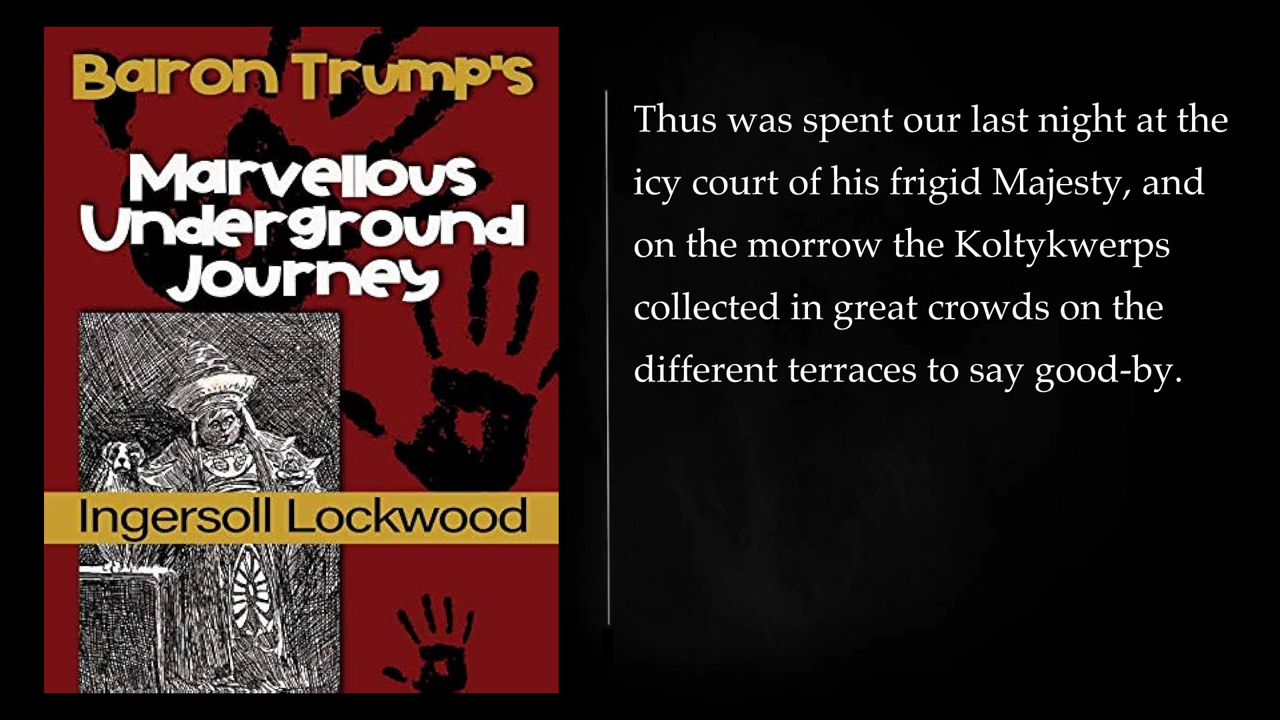 Baron Trump's
Marvellous
Underground
Journey
Ingersoll Lockwood
Thus was spent our last night at the
icy court of his frigid Majesty, and
on the morrow the Koltykwerps
collected in great crowds on the
different terraces to say good-by.